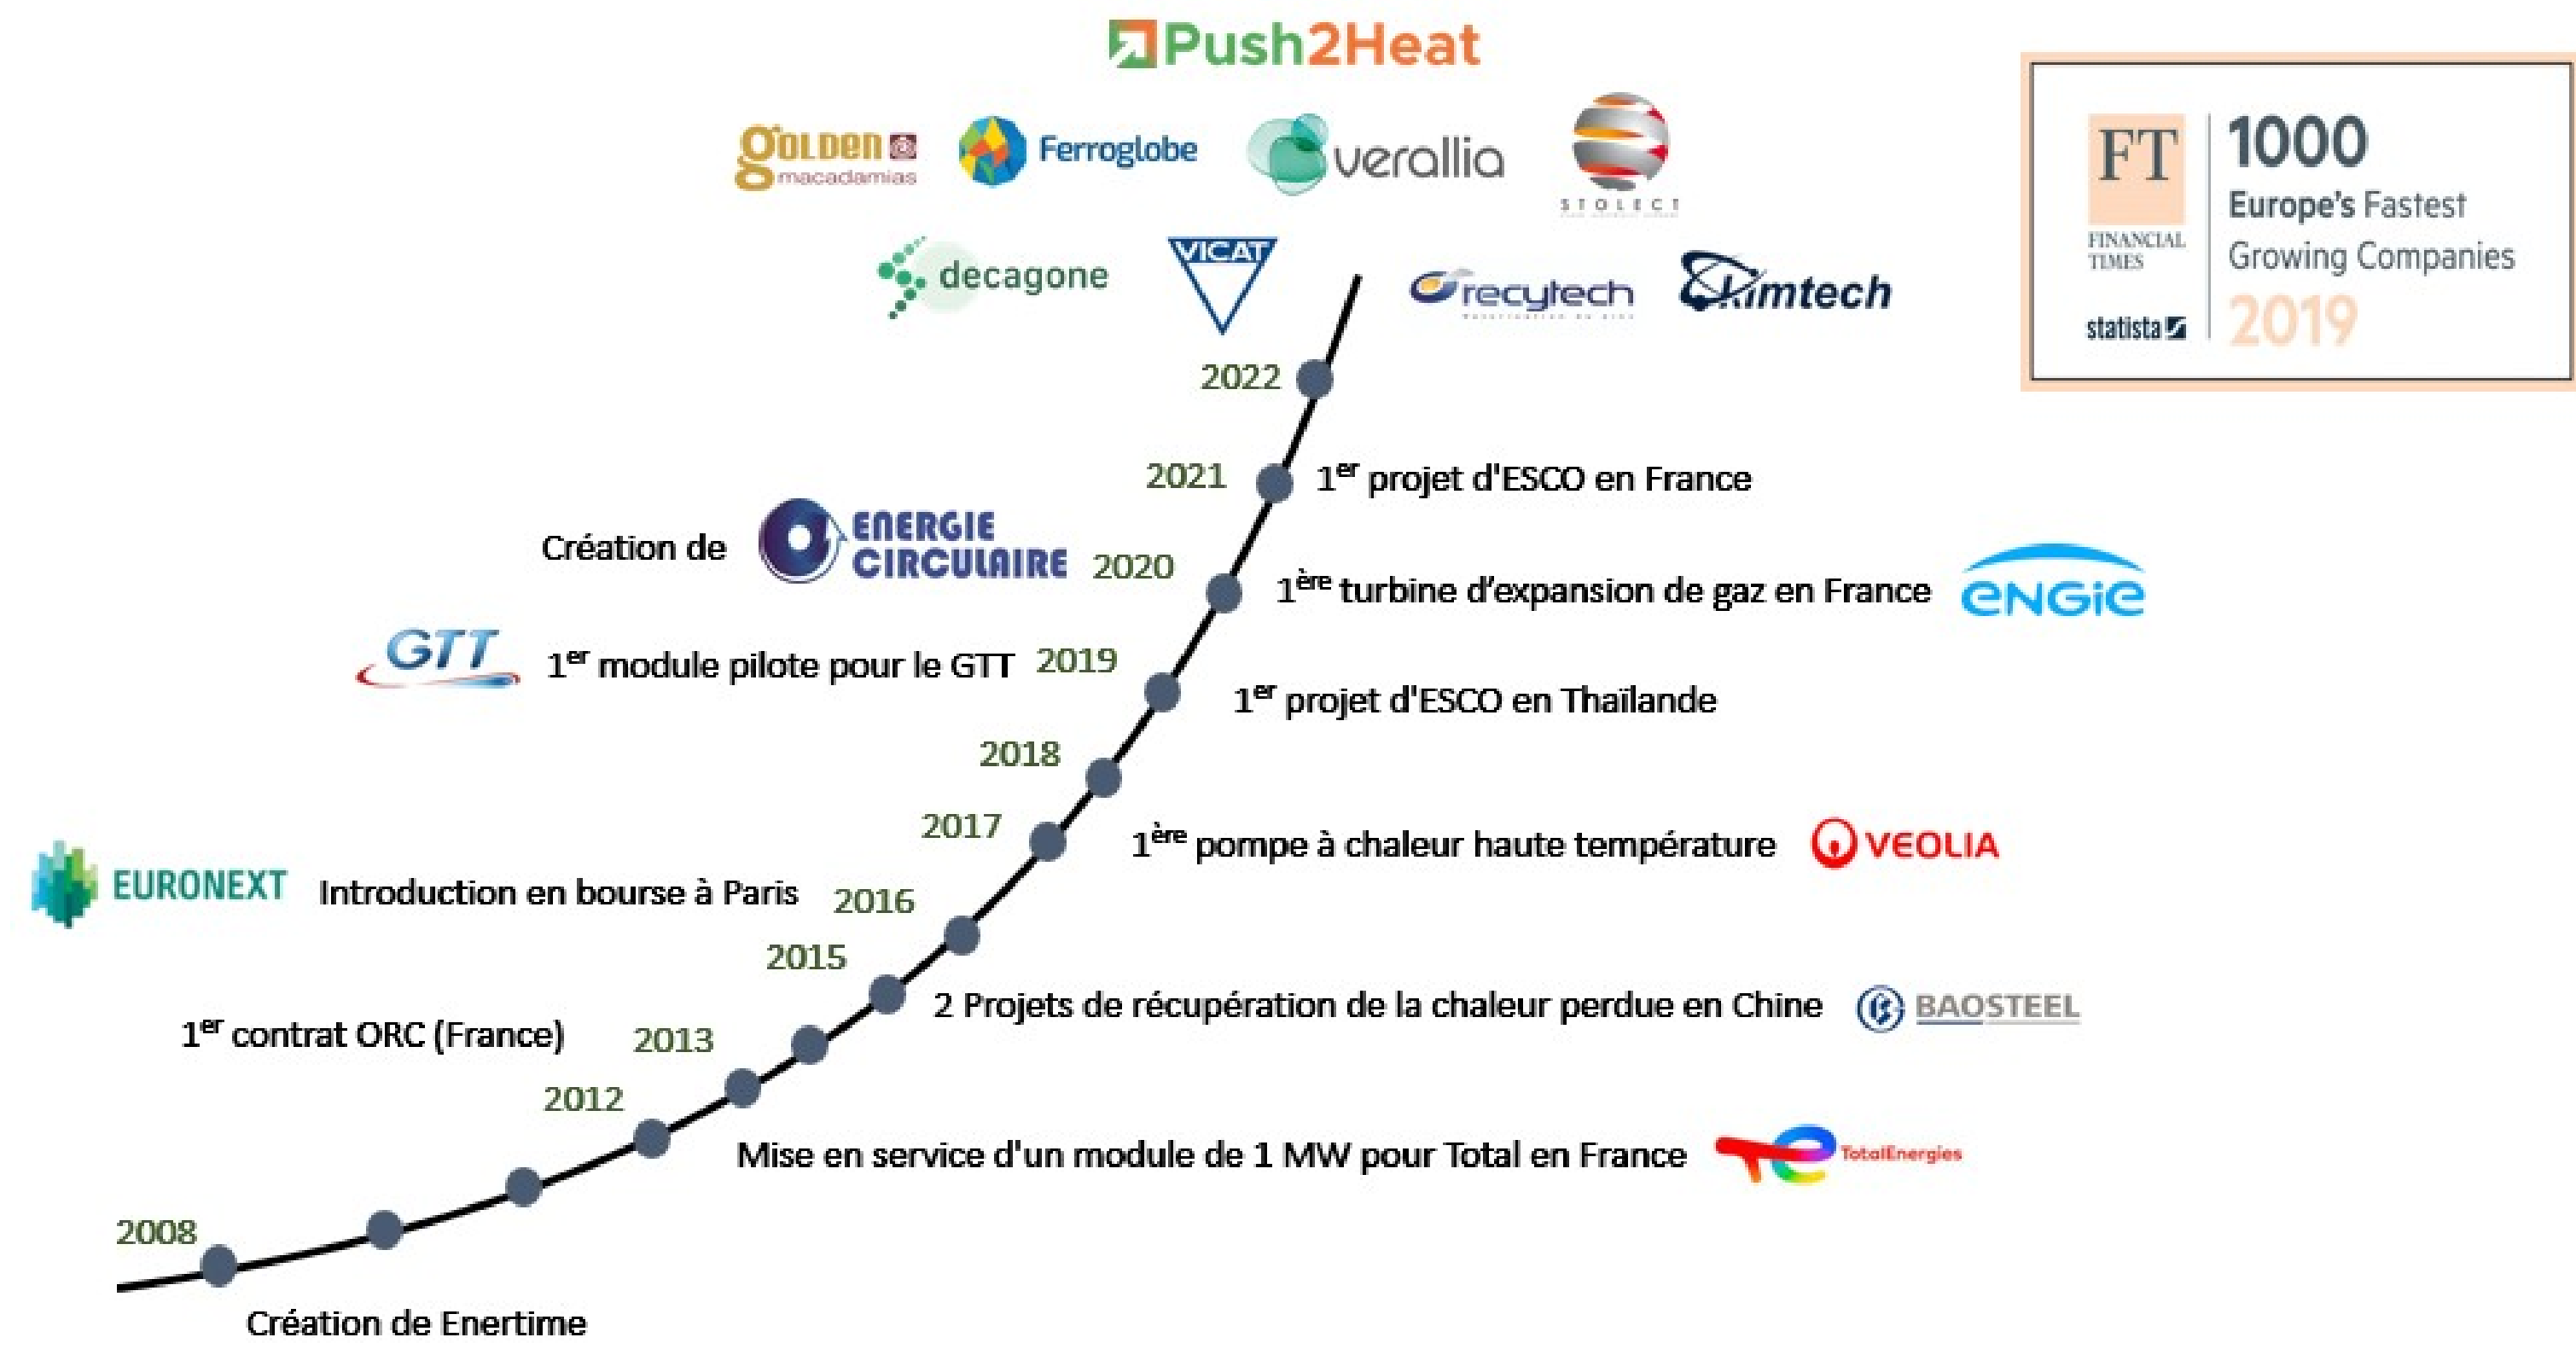 Push2Heat
GOLDEN
macadamias
Ferroglobe
verallia
STOLECT
decagone
VICAT
recytech
kimtech
FT
FINANCIAL
TIMES
statista
1000
Europe's Fastest
Growing Companies
2019
2022
2021
1er projet d'ESCO en France
Création de
ENERGIE
CIRCULAIRE
2020
1ère turbine d'expansion de gaz en France
ENGIE
GTT
1er module pilote pour le GTT
2019
1er projet d'ESCO en Thaïlande
2018
2017
1ère pompe à chaleur haute température
VEOLIA
EURONEXT
Introduction en bourse à Paris
2016
2015
2 Projets de récupération de la chaleur perdue en Chine
BAOSTEEL
1er contrat ORC (France)
2013
2012
Mise en service d'un module de 1 MW pour Total en France
TotalEnergies
2008
Création de Enertime